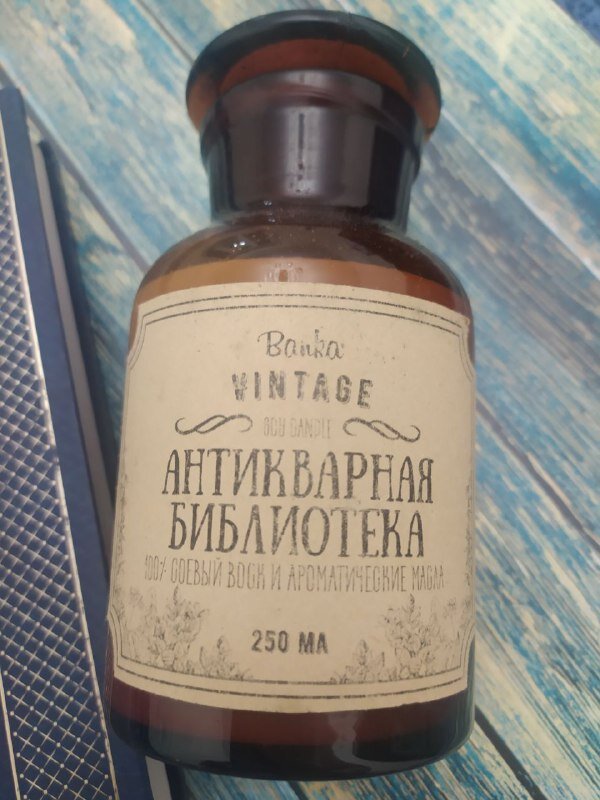 Banka
VINTAGE
SOY CANDLE
АНТИКВАРНАЯ
БИБЛИОТЕКА
100% СОЕВЫЙ ВОСК И АРОМАТИЧЕСКИЕ МАСЛА
250 МЛ